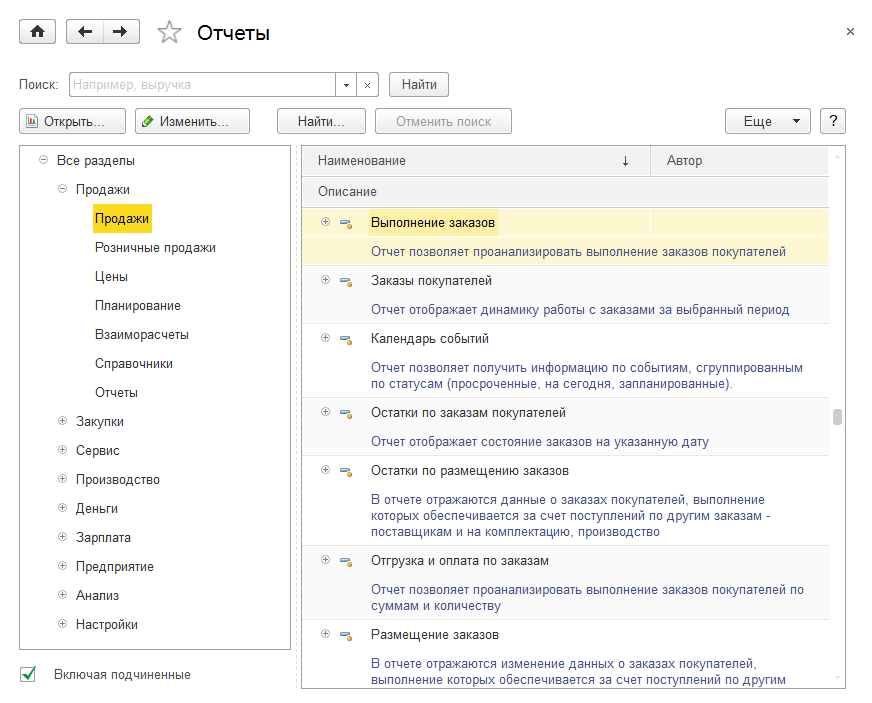 Отчеты
Поиск:
Например, выручка
Найти
Открыть...
Изменить...
Найти...
Отменить поиск
Еще
?
Все разделы
Продажи
Продажи
Розничные продажи
Цены
Планирование
Взаиморасчеты
Справочники
Отчеты
Закупки
Сервис
Производство
Деньги
Зарплата
Предприятие
Анализ
Настройки
Включая подчиненные
Наименование
Автор
Описание
Выполнение заказов
Отчет позволяет проанализировать выполнение заказов покупателей
Заказы покупателей
Отчет отображает динамику работы с заказами за выбранный период
Календарь событий
Отчет позволяет получить информацию по событиям, сгруппированным
по статусам (просроченные, на сегодня, запланированные).
Остатки по заказам покупателей
Отчет отображает состояние заказов на указанную дату
Остатки по размещению заказов
В отчете отражаются данные о заказах покупателей, выполнение
которых обеспечивается за счет поступлений по другим заказам -
поставщикам и на комплектацию, производство
Отгрузка и оплата по заказам
Отчет позволяет проанализировать выполнение заказов покупателей по
суммам и количеству
Размещение заказов
В отчете отражаются изменение данных о заказах покупателей,
выполнение которых обеспечивается за счет поступлений по другим